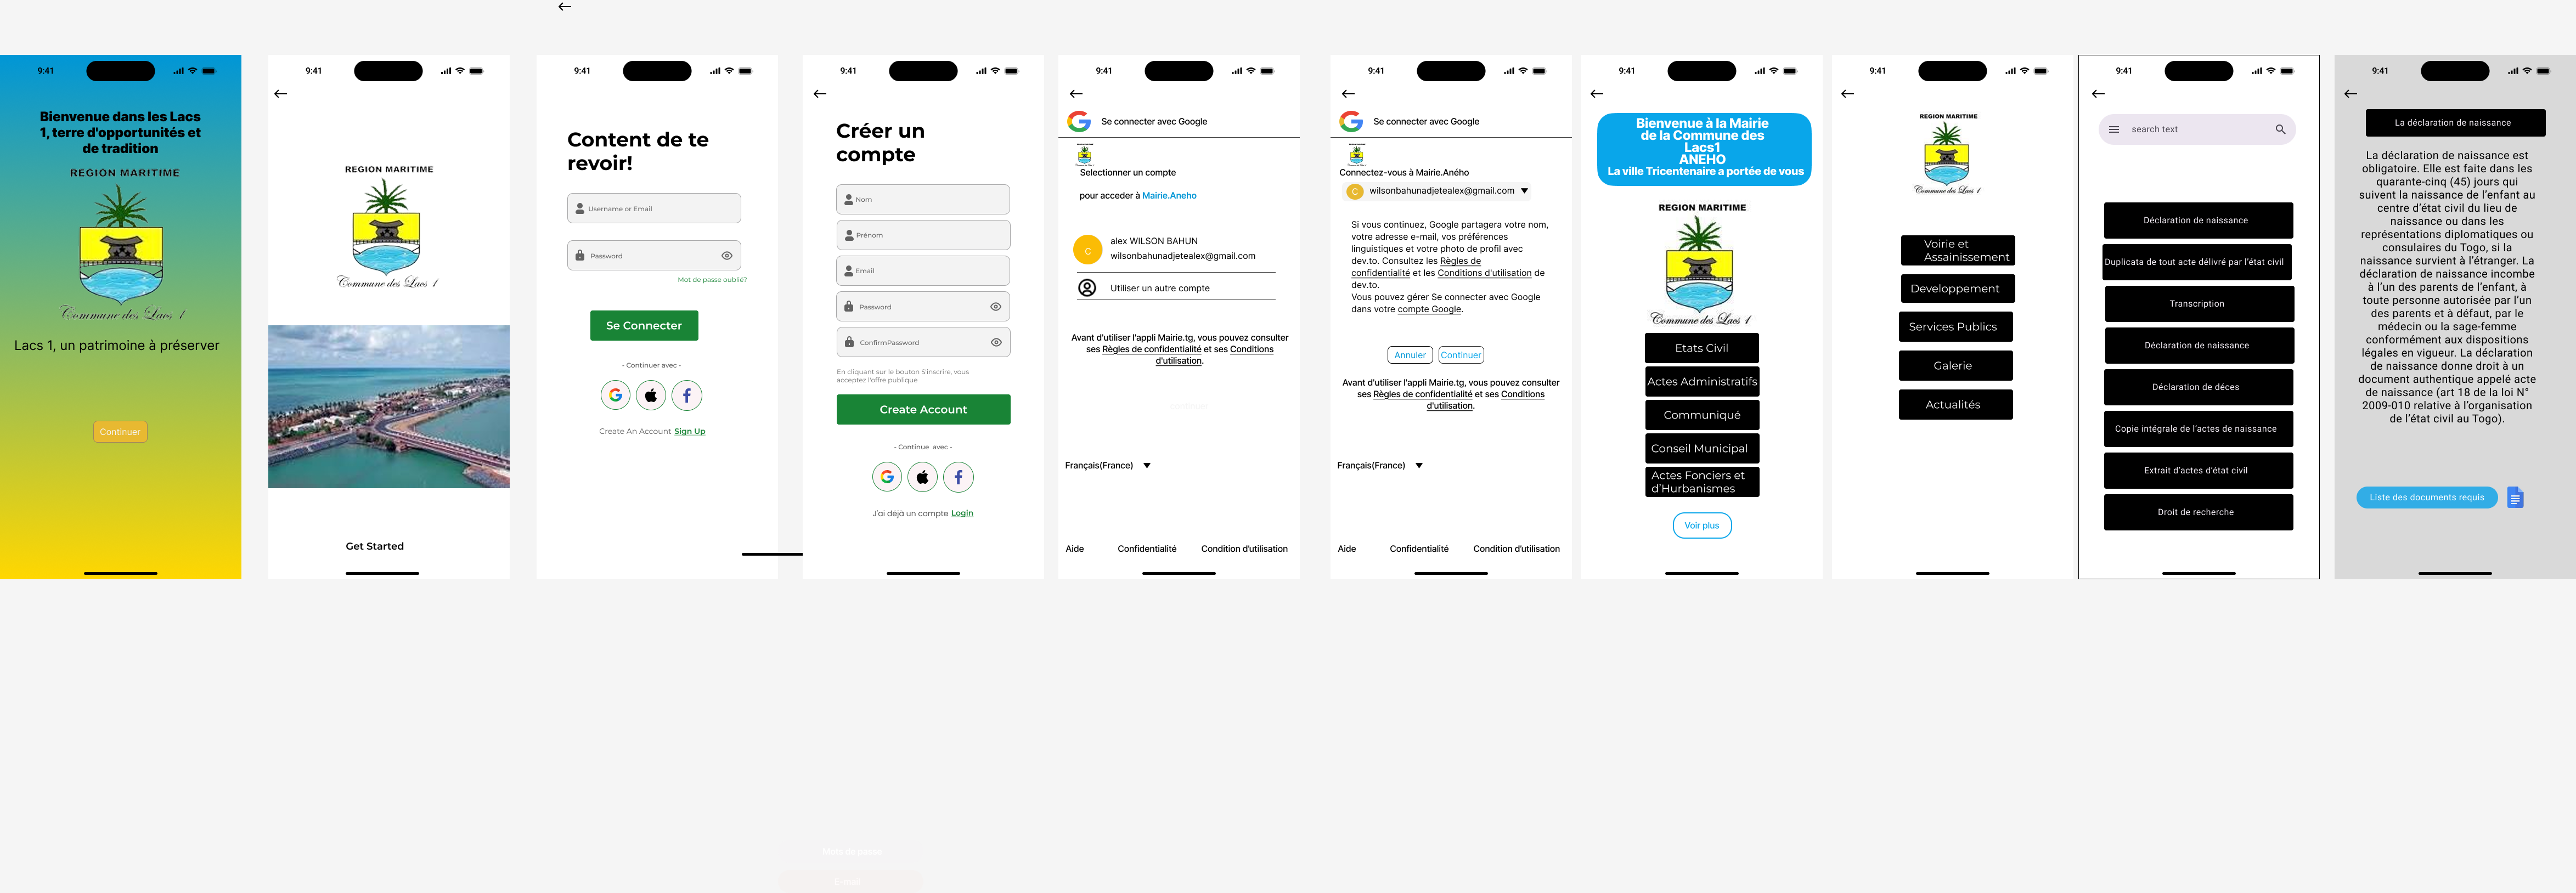 9:41
Bienvenue dans les Lacs
1, terre d'opportunités et
de tradition
REGION MARITIME
Commune des Lacs 1
Lacs 1, un patrimoine à préserver
Continuer
9:41
REGION MARITIME
Commune des Lacs 1
Get Started
9:41
Content de te
revoir!
Username or Email
Password
Mot de passe oublié?
Se Connecter
- Continuer avec -
Create An Account Sign Up
9:41
Créer un
compte
Nom
Prénom
Email
Password
ConfirmPassword
En cliquant sur le bouton S'inscrire, vous
acceptez l'offre publique
Create Account
- Continue avec -
J'ai déjà un compte Login
9:41
Se connecter avec Google
Selectionner un compte
pour acceder à Mairie.Aneho
C
alex WILSON BAHUN
wilsonbahunadjetealex@gmail.com
Utiliser un autre compte
Avant d'utiliser l'appli Mairie.tg, vous pouvez consulter
ses Règles de confidentialité et ses Conditions
d'utilisation.
Français(France)
Aide Confidentialité Condition d'utilisation
9:41
Se connecter avec Google
Connectez-vous à Mairie.Aného
C wilsonbahunadjetealex@gmail.com
Si vous continuez, Google partagera votre nom,
votre adresse e-mail, vos préférences
linguistiques et votre photo de profil avec
dev.to. Consultez les Règles de
confidentialité et les Conditions d'utilisation de
dev.to.
Vous pouvez gérer Se connecter avec Google
dans votre compte Google.
Annuler Continuer
Avant d'utiliser l'appli Mairie.tg, vous pouvez consulter
ses Règles de confidentialité et ses Conditions
d'utilisation.
Français(France)
Aide Confidentialité Condition d'utilisation
9:41
Bienvenue à la Mairie
de la Commune des
Lacs1
ANEHO
La ville Tricentenaire a portée de vous
REGION MARITIME
Commune des Lacs 1
Etats Civil
Actes Administratifs
Communiqué
Conseil Municipal
Actes Fonciers et
d'Hurbanismes
Voir plus
9:41
REGION MARITIME
Commune des Lacs 1
Voirie et
Assainissement
Developpement
Services Publics
Galerie
Actualités
9:41
search text
Déclaration de naissance
Duplicata de tout acte délivré par l'état civil
Transcription
Déclaration de naissance
Déclaration de déces
Copie intégrale de l'actes de naissance
Extrait d'actes d'état civil
Droit de recherche
9:41
La déclaration de naissance
La déclaration de naissance est
obligatoire. Elle est faite dans les
quarante-cinq (45) jours qui
suivent la naissance de l'enfant au
centre d'état civil du lieu de
naissance ou dans les
représentations diplomatiques ou
consulaires du Togo, si la
naissance survient à l'étranger. La
déclaration de naissance incombe
à l'un des parents de l'enfant, à
toute personne autorisée par l'un
des parents et à défaut, par le
médecin ou la sage-femme
conformément aux dispositions
légales en vigueur. La déclaration
de naissance donne droit à un
document authentique appelé acte
de naissance (art 18 de la loi N°
2009-010 relative à l'organisation
de l'état civil au Togo).
Liste des documents requis